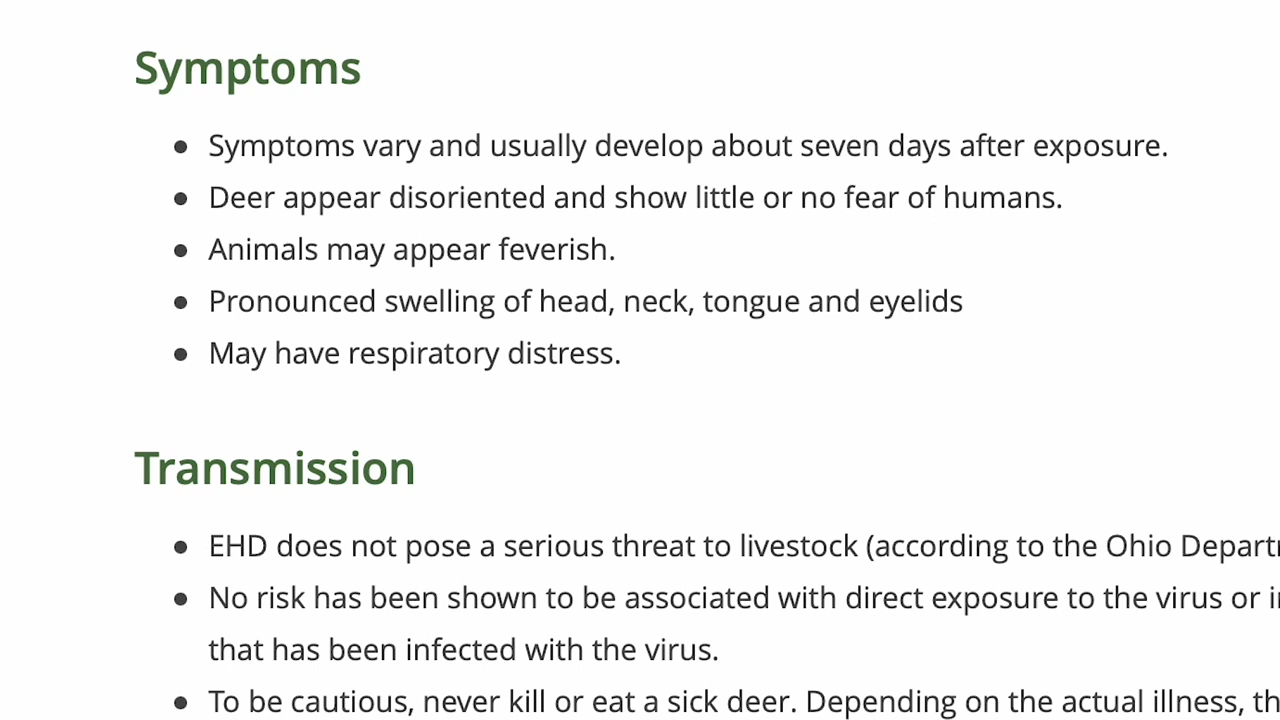 Symptoms
Symptoms vary and usually develop about seven days after exposure.
Deer appear disoriented and show little or no fear of humans.
Animals may appear feverish.
Pronounced swelling of head, neck, tongue and eyelids
May have respiratory distress.
Transmission
EHD does not pose a serious threat to livestock (according to the Ohio
No risk has been shown to be associated with direct exposure to the virus or
that has been infected with the virus.
To be cautious, never kill or eat a sick deer. Depending on the actual illness,